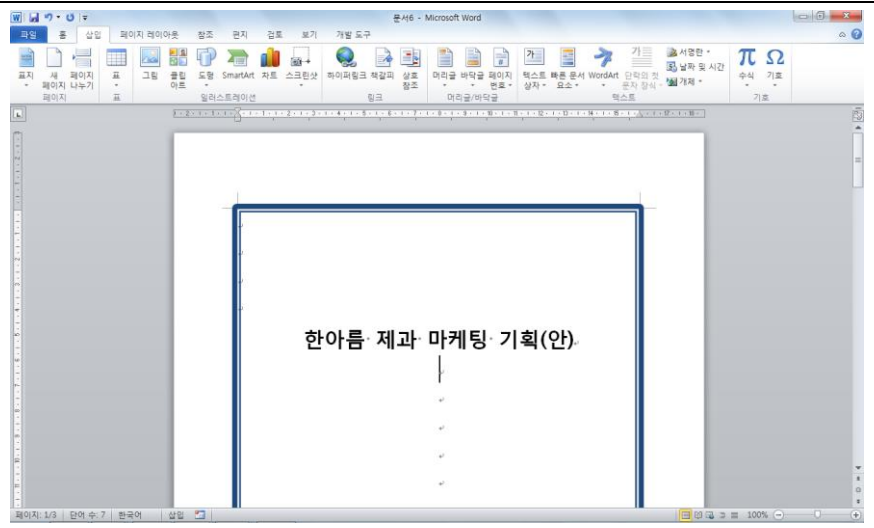 문서6 - Microsoft Word
파일 홈 삽입 페이지 레이아웃 참조 편지 검토 보기 개발 도구
표지 새 페이지 페이지 나누기 표 그림 클립 아트 도형 SmartArt 차트 스크린샷 하이퍼링크 책갈피 상호 참조 머리글 바닥글 페이지 번호 텍스트 상자 빠른 문서 요소 WordArt 단락의 첫 문자 장식 서명란 날짜 및 시간 개체 수식 기호
페이지 표 일러스트레이션 링크 머리글/바닥글 텍스트 기호
한아름 제과 마케팅 기획(안)
페이지: 1/3 단어 수: 7 한국어 삽입 100%